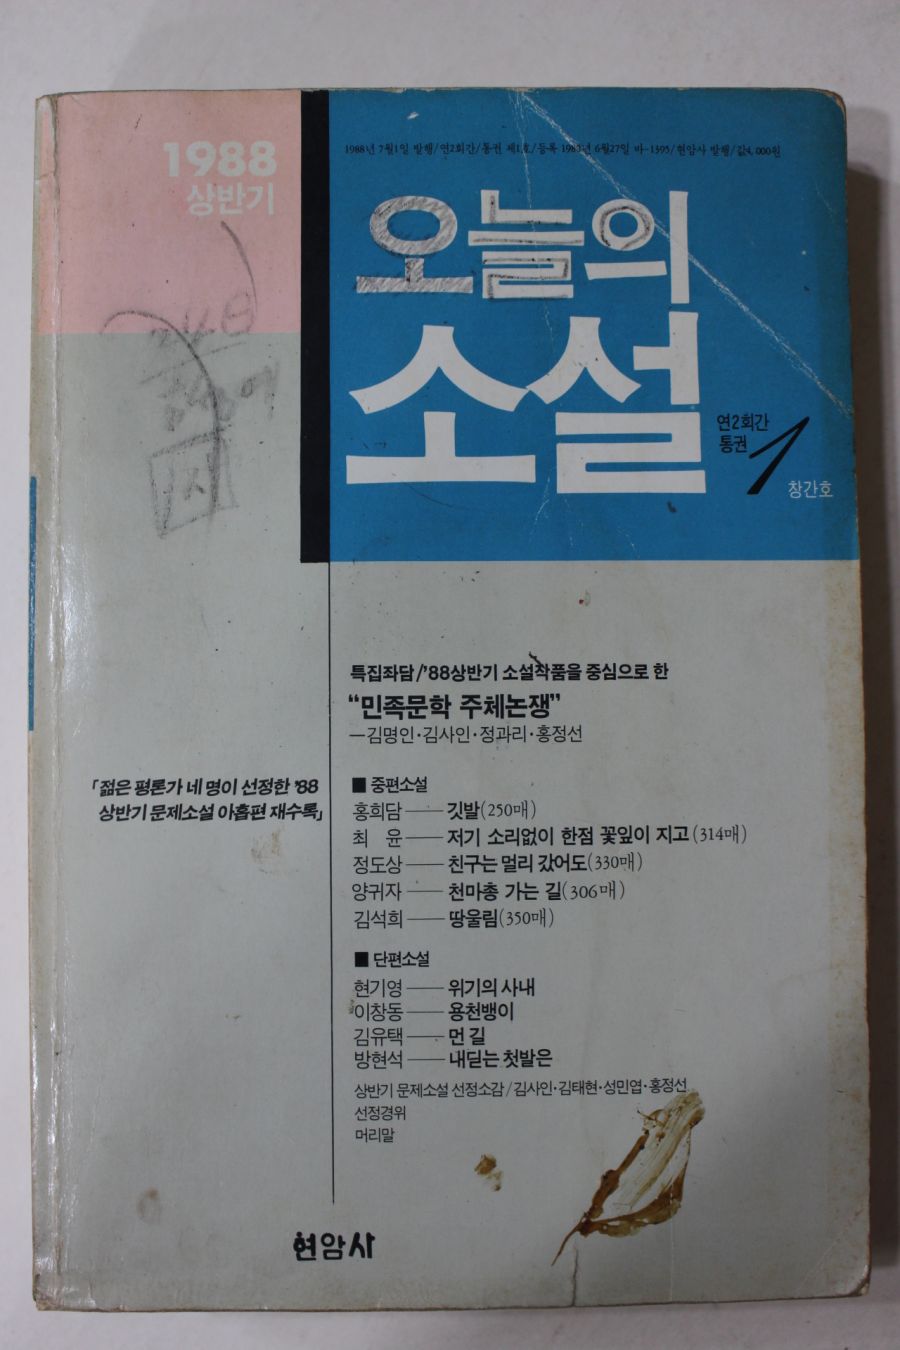 1988
상반기
1988년 7월1일 발행/연2회간/통권 제1호/등록 1988년 6월27일 바-1395/현암사 발행/값4,000원
오늘의
소설
연2회간
통권 1
창간호
특집좌담/'88상반기 소설작품을 중심으로 한
“민족문학 주체논쟁”
—김명인·김사인·정과리·홍정선
「젊은 평론가 네 명이 선정한 '88
상반기 문제소설 아홉편 재수록」
■ 중편소설
홍희담 —— 깃발(250매)
최 윤 —— 저기 소리없이 한점 꽃잎이 지고(314매)
정도상 —— 친구는 멀리 갔어도(330매)
양귀자 —— 천마총 가는 길(306매)
김석희 —— 땅울림(350매)
■ 단편소설
현기영 —— 위기의 사내
이창동 —— 용천뱅이
김유택 —— 먼 길
방현석 —— 내딛는 첫발은
상반기 문제소설 선정소감/김사인·김태현·성민엽·홍정선
선정경위
머리말
현암사